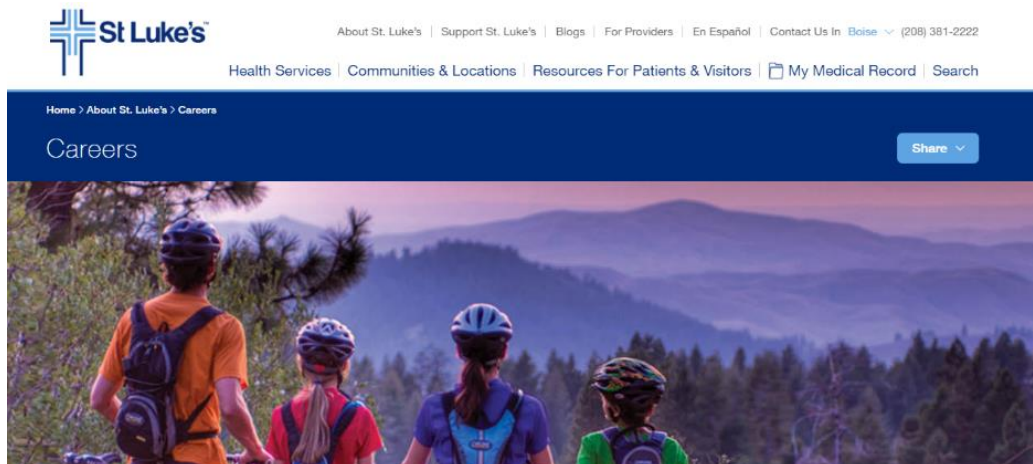 St Luke's™
About St. Luke's | Support St. Luke's | Blogs | For Providers | En Español | Contact Us In Boise (208) 381-2222
Health Services | Communities & Locations | Resources For Patients & Visitors | My Medical Record | Search
Home > About St. Luke's > Careers
Careers
Share